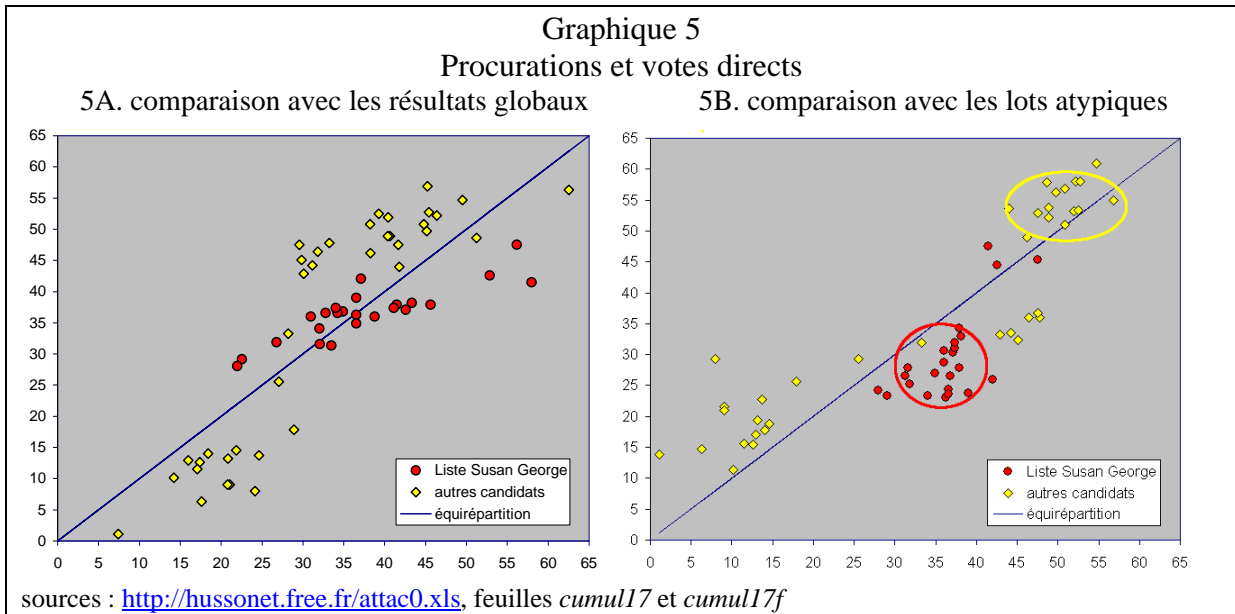 Graphique 5
Procurations et votes directs
5A. comparaison avec les résultats globaux
5B. comparaison avec les lots atypiques
65
60
55
50
45
40
35
30
25
20
15
10
5
0
0 5 10 15 20 25 30 35 40 45 50 55 60 65
Liste Susan George
autres candidats
équirépartition
65
60
55
50
45
40
35
30
25
20
15
10
5
0
0 5 10 15 20 25 30 35 40 45 50 55 60 65
Liste Susan George
autres candidats
équirépartition
sources : http://hussonet.free.fr/attac0.xls, feuilles cumul17 et cumul17f